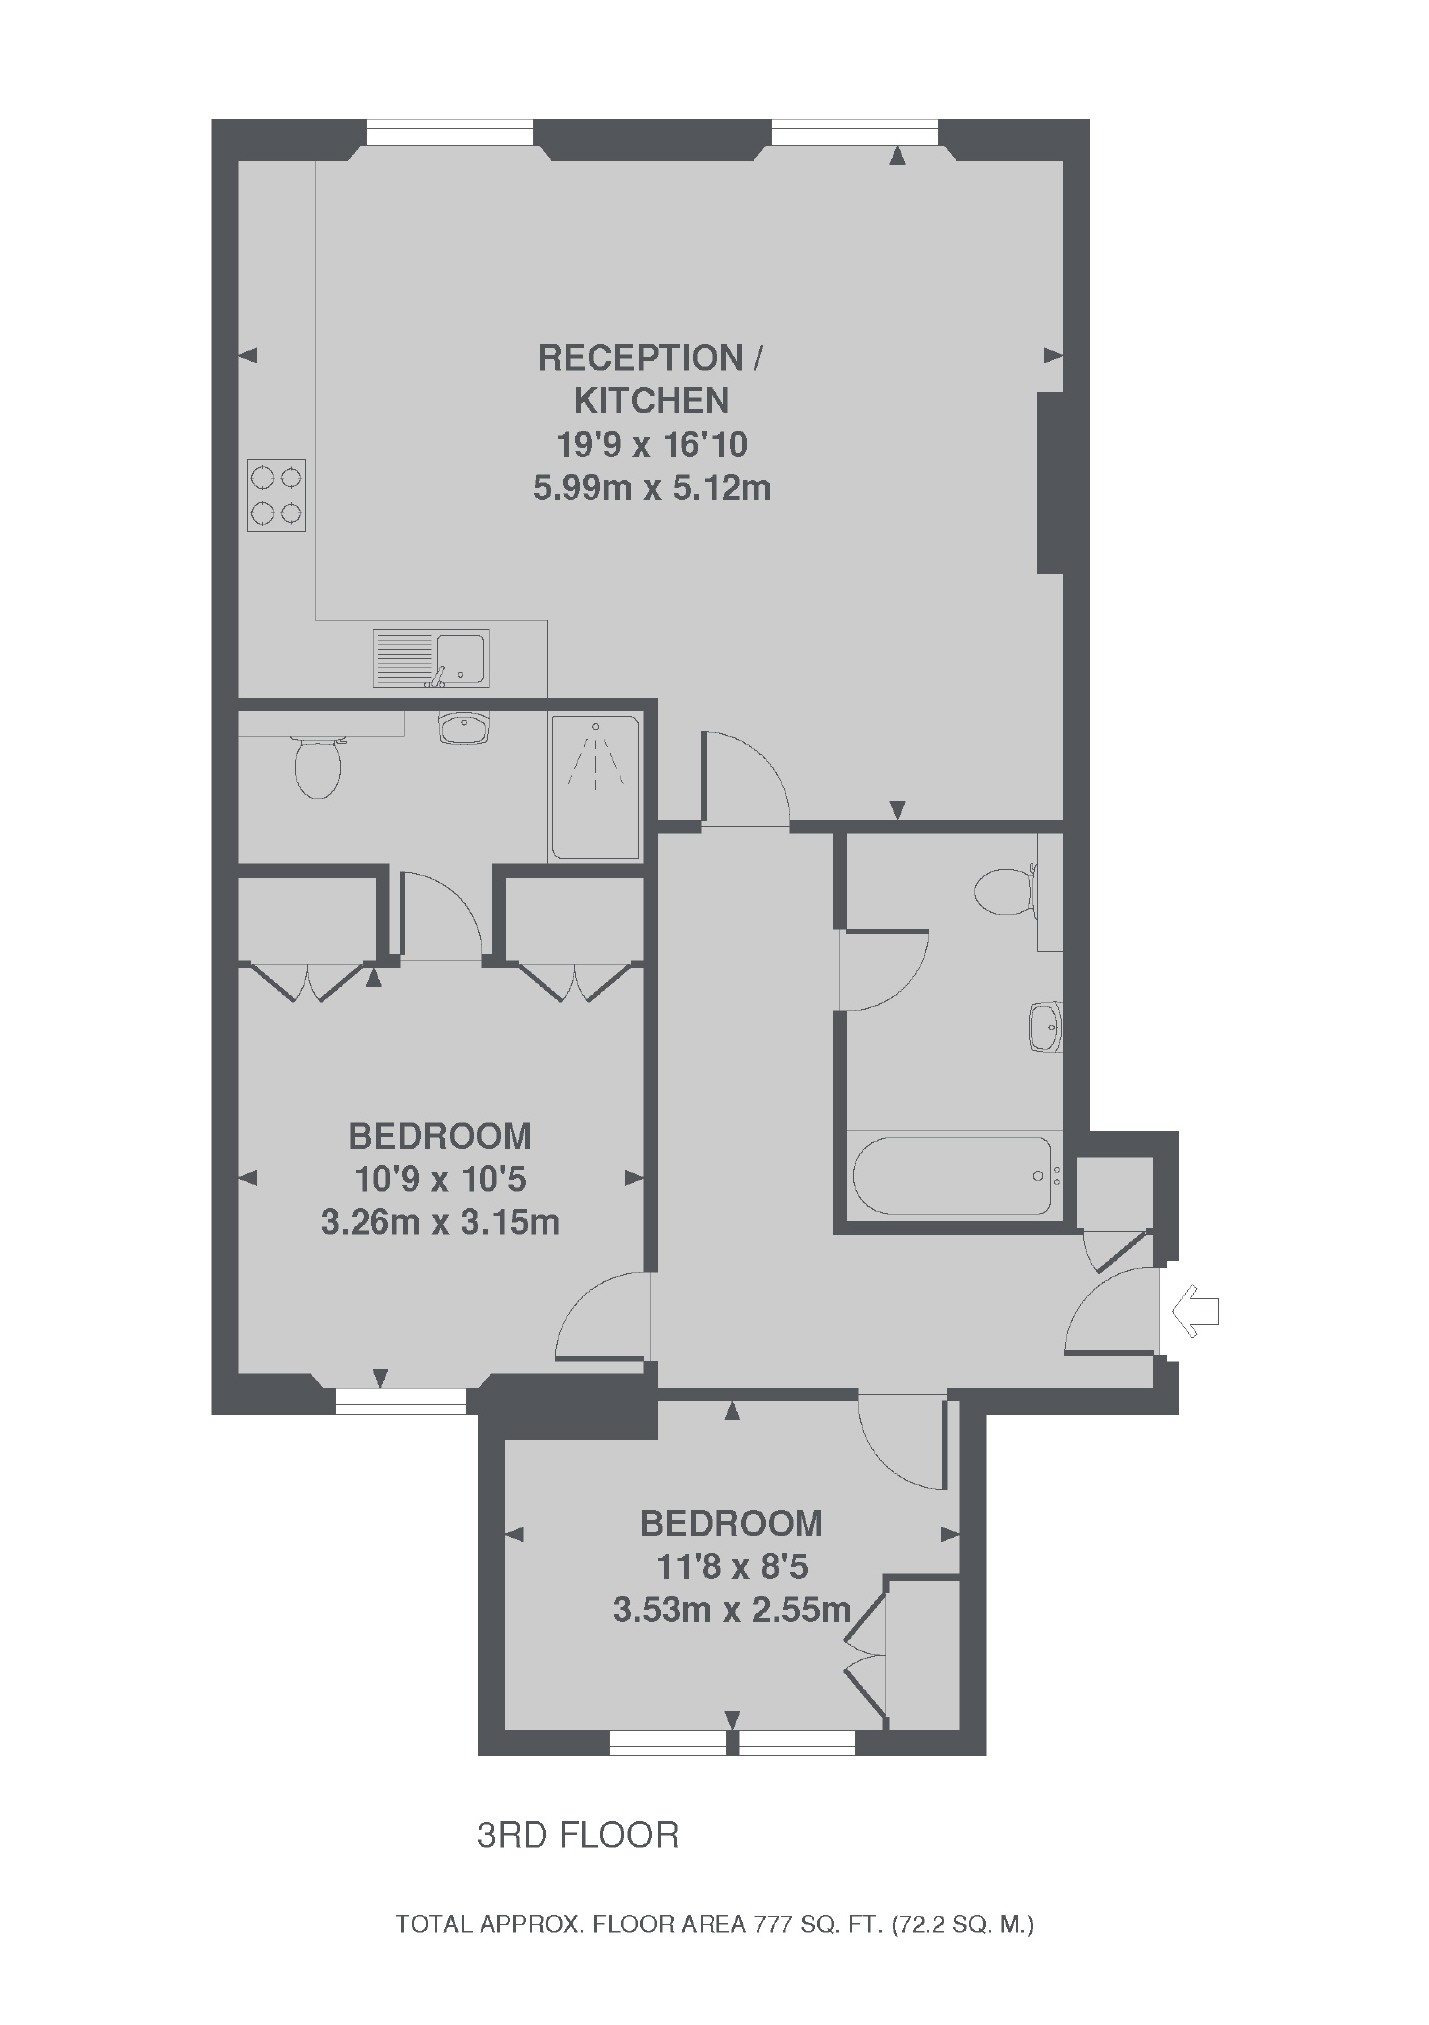 RECEPTION /
KITCHEN
19'9 x 16'10
5.99m x 5.12m
BEDROOM
10'9 x 10'5
3.26m x 3.15m
BEDROOM
11'8 x 8'5
3.53m x 2.55m
3RD FLOOR
TOTAL APPROX. FLOOR AREA 777 SQ. FT. (72.2 SQ. M.)